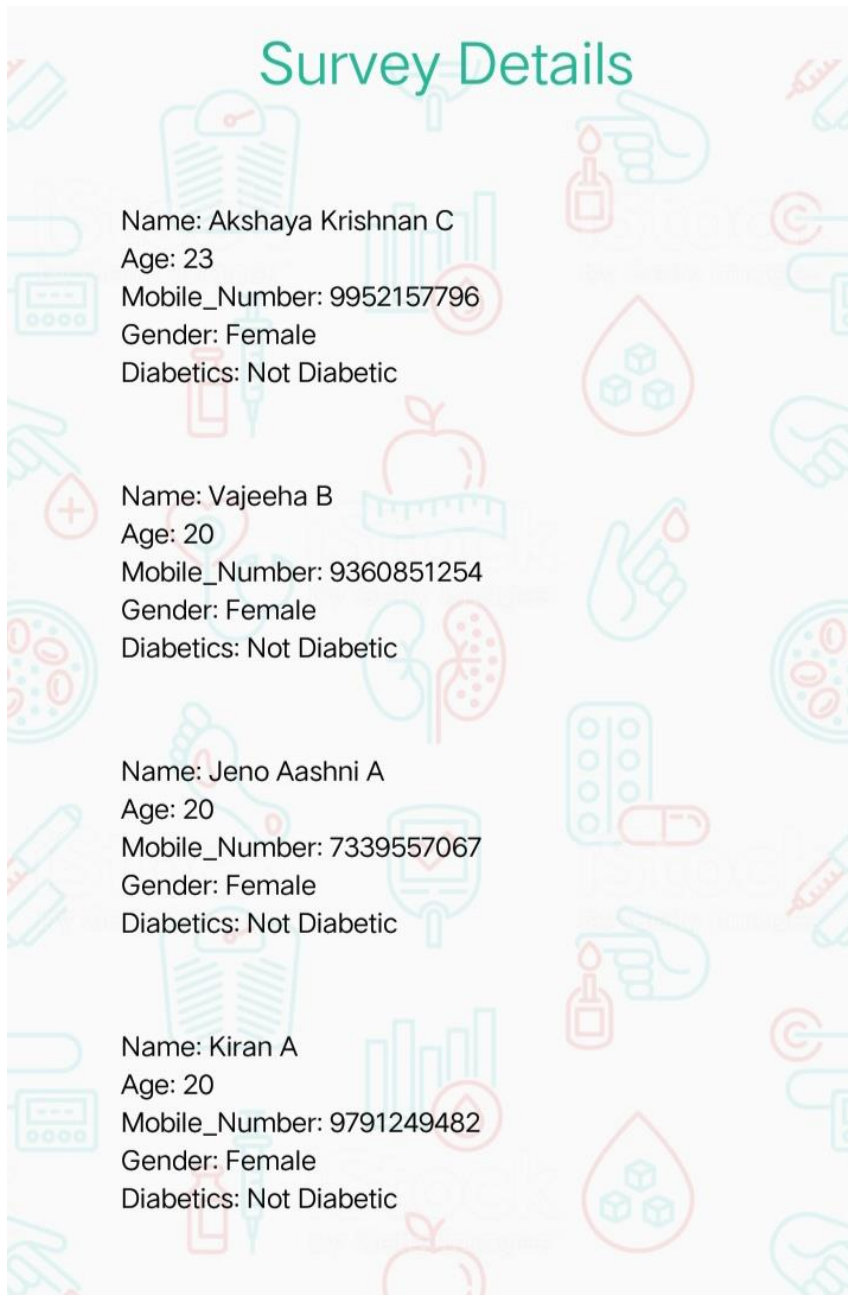 Survey Details
Name: Akshaya Krishnan C
Age: 23
Mobile_Number: 9952157796
Gender: Female
Diabetics: Not Diabetic
Name: Vajeeha B
Age: 20
Mobile_Number: 9360851254
Gender: Female
Diabetics: Not Diabetic
Name: Jeno Aashni A
Age: 20
Mobile_Number: 7339557067
Gender: Female
Diabetics: Not Diabetic
Name: Kiran A
Age: 20
Mobile_Number: 9791249482
Gender: Female
Diabetics: Not Diabetic